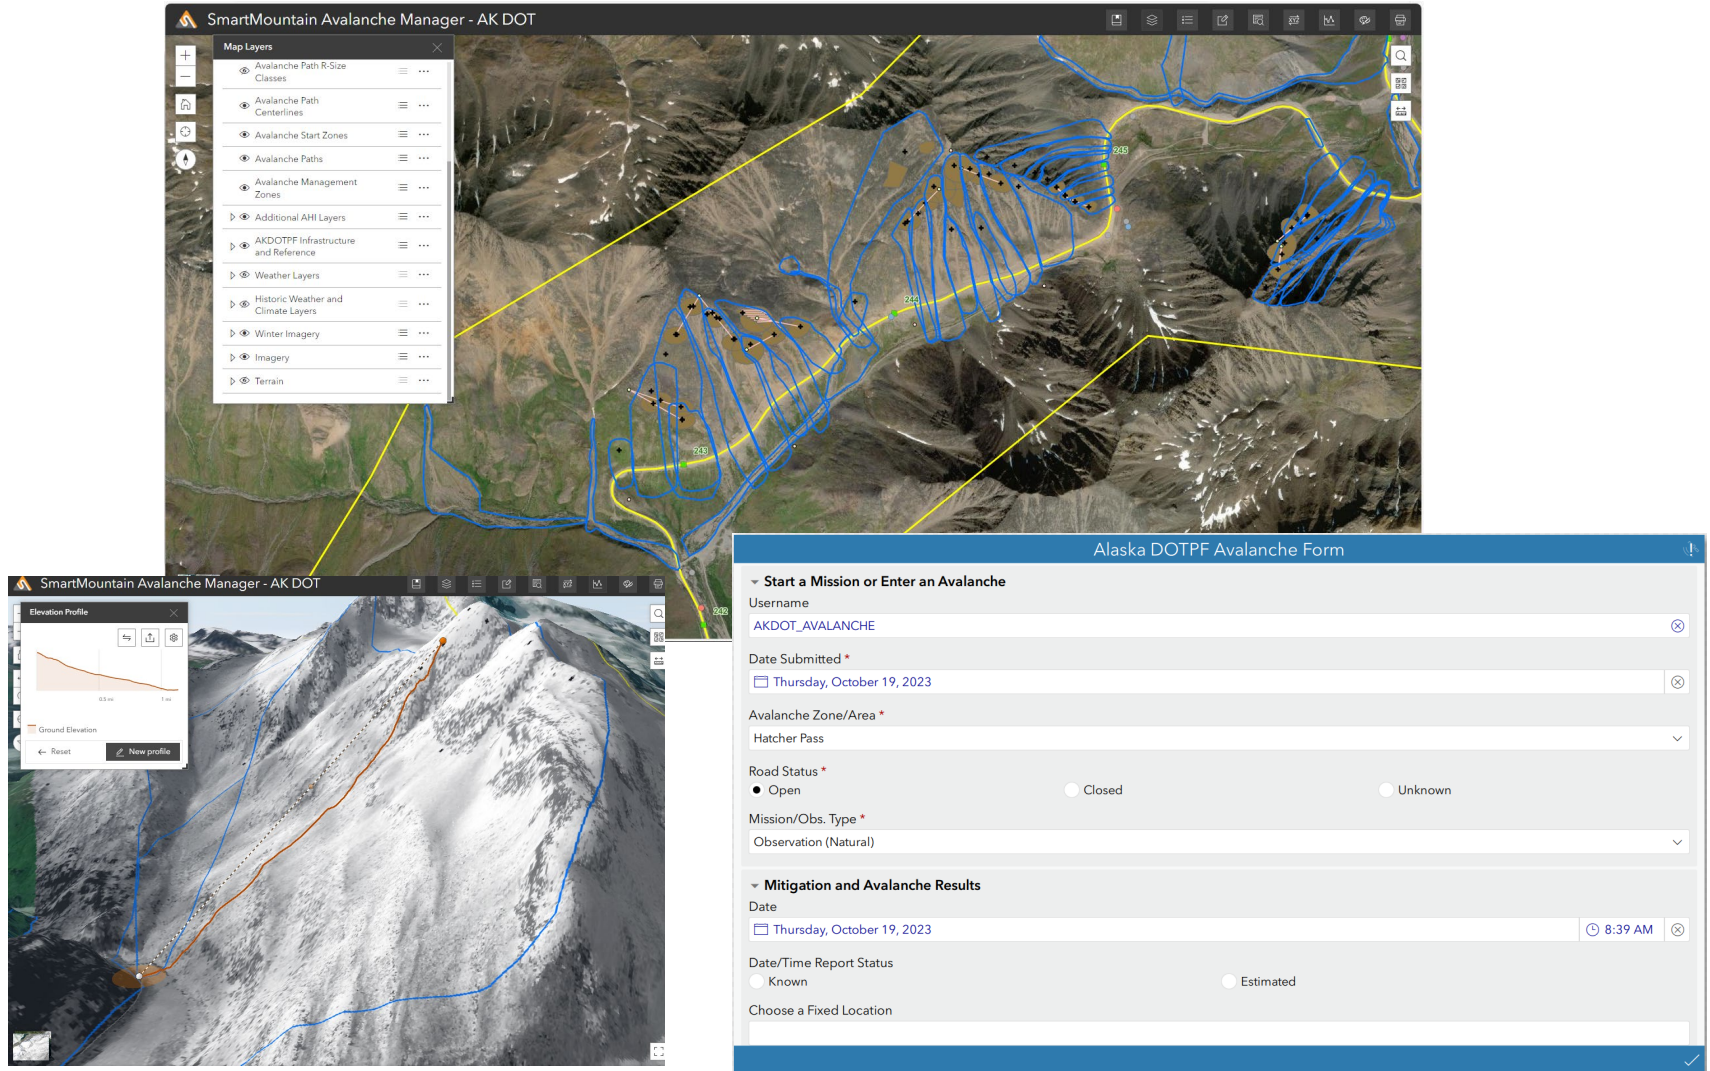 SmartMountain Avalanche Manager - AK DOT
Map Layers
Avalanche Path R-Size
Classes
Avalanche Path
Centerlines
Avalanche Start Zones
Avalanche Paths
Avalanche Management
Zones
Additional AHI Layers
AKDOTPF Infrastructure
and Reference
Weather Layers
Historic Weather and
Climate Layers
Winter Imagery
Imagery
Terrain
245
244
243
242
SmartMountain Avalanche Manager - AK DOT
Elevation Profile
0.5 mi
1 mi
Ground Elevation
Reset
New profile
Alaska DOTPF Avalanche Form
Start a Mission or Enter an Avalanche
Username
AKDOT_AVALANCHE
Date Submitted *
Thursday, October 19, 2023
Avalanche Zone/Area *
Hatcher Pass
Road Status *
Open
Closed
Unknown
Mission/Obs. Type *
Observation (Natural)
Mitigation and Avalanche Results
Date
Thursday, October 19, 2023
8:39 AM
Date/Time Report Status
Known
Estimated
Choose a Fixed Location